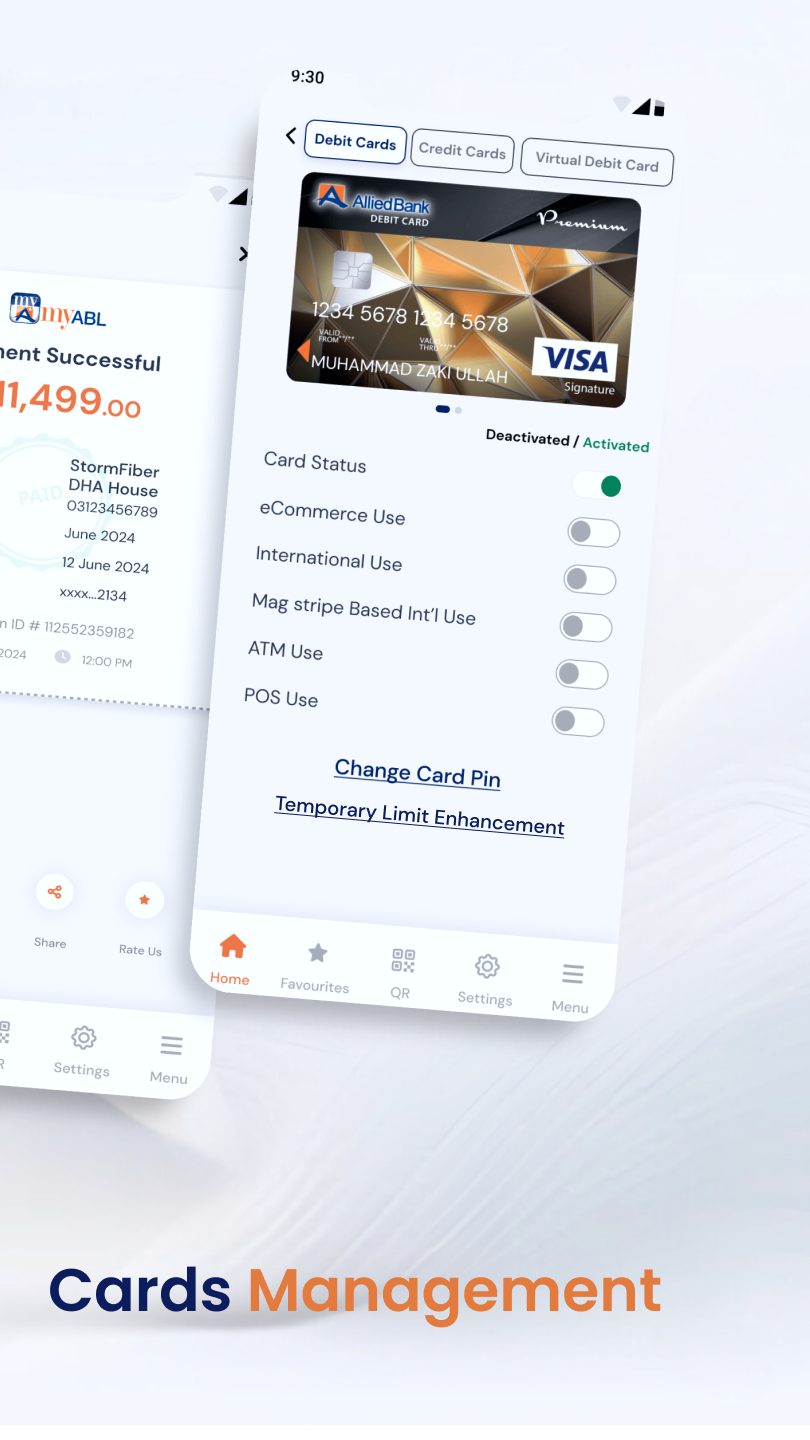 9:30
Debit Cards
Credit Cards
Virtual Debit Card
Allied Bank
DEBIT CARD
Premium
1234 5678 1234 5678
VALID FROM **/**
VALID THRU **/**
MUHAMMAD ZAKI ULLAH
VISA
Signature
Deactivated / Activated
Card Status
eCommerce Use
International Use
Mag stripe Based Int'l Use
ATM Use
POS Use
Change Card Pin
Temporary Limit Enhancement
Home
Favourites
QR
Settings
Menu
my
myABL
ment Successful
11,499.00
PAID
StormFiber
DHA House
03123456789
June 2024
12 June 2024
xxxx...2134
n ID # 112552359182
2024
12:00 PM
Share
Rate Us
R
Settings
Menu
Cards Management